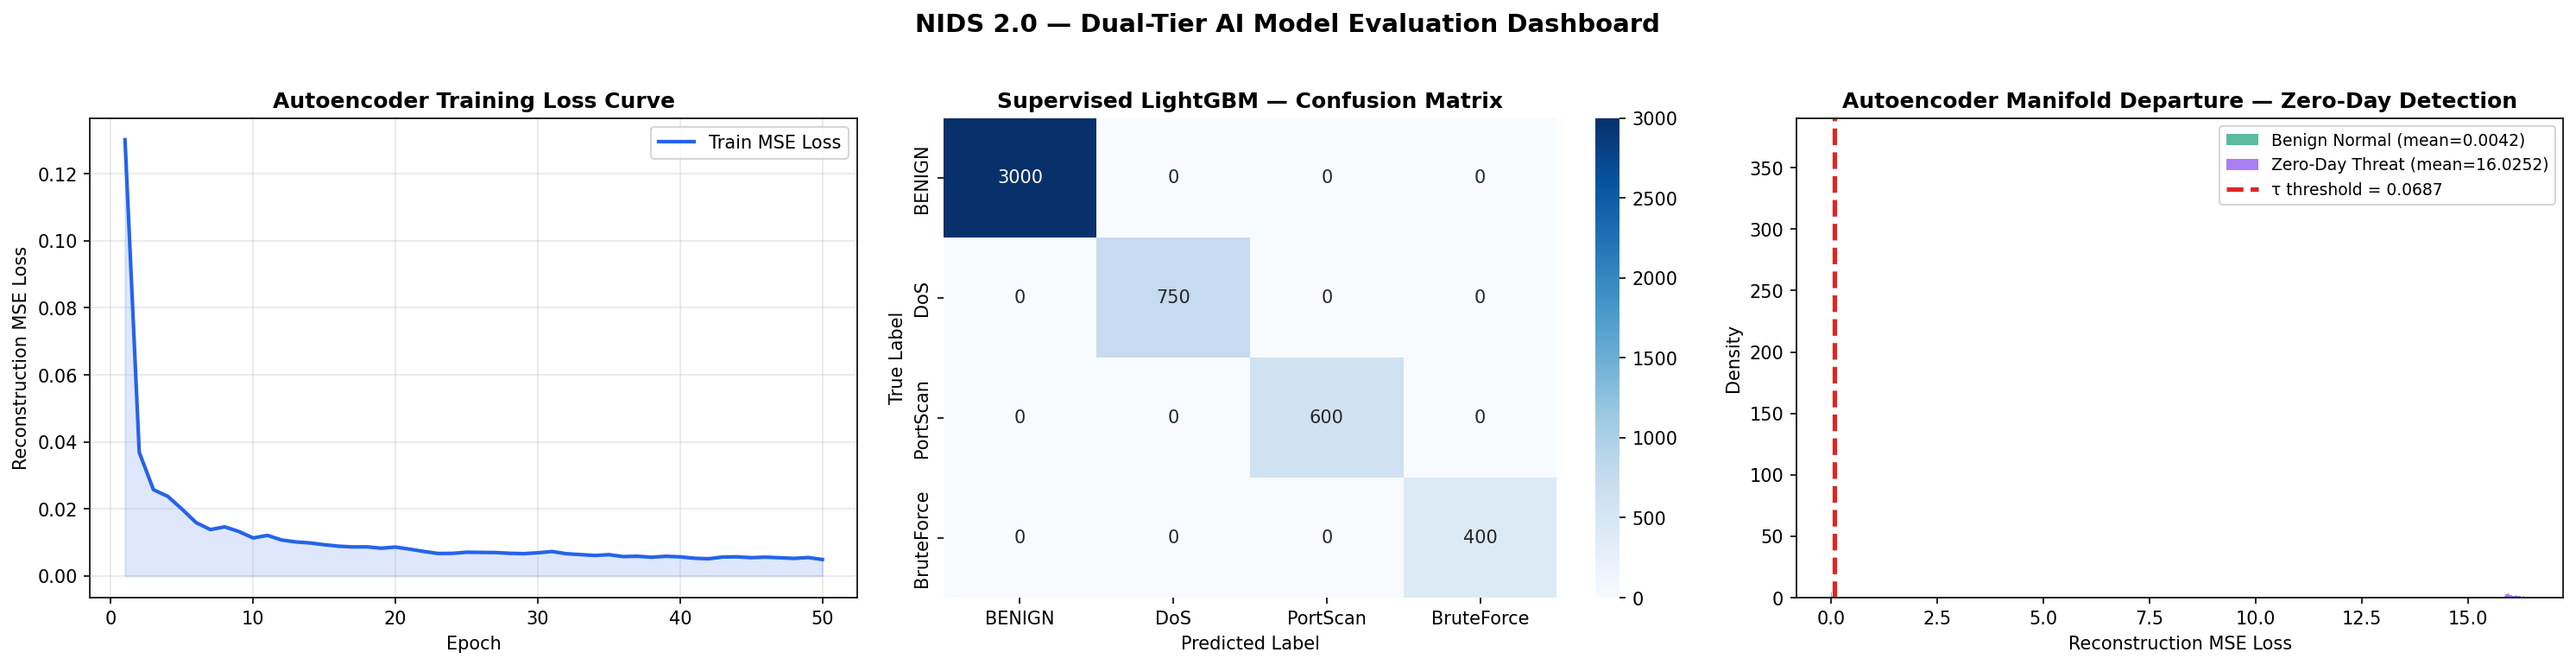 NIDS 2.0 — Dual-Tier AI Model Evaluation Dashboard
Autoencoder Training Loss Curve
Train MSE Loss
Reconstruction MSE Loss
0.12
0.10
0.08
0.06
0.04
0.02
0.00
0 10 20 30 40 50
Epoch
Supervised LightGBM — Confusion Matrix
True Label
BENIGN
DoS
PortScan
BruteForce
3000 0 0 0
0 750 0 0
0 0 600 0
0 0 0 400
BENIGN DoS PortScan BruteForce
Predicted Label
3000
2500
2000
1500
1000
500
0
Autoencoder Manifold Departure — Zero-Day Detection
Benign Normal (mean=0.0042)
Zero-Day Threat (mean=16.0252)
τ threshold = 0.0687
Density
350
300
250
200
150
100
50
0
0.0 2.5 5.0 7.5 10.0 12.5 15.0
Reconstruction MSE Loss